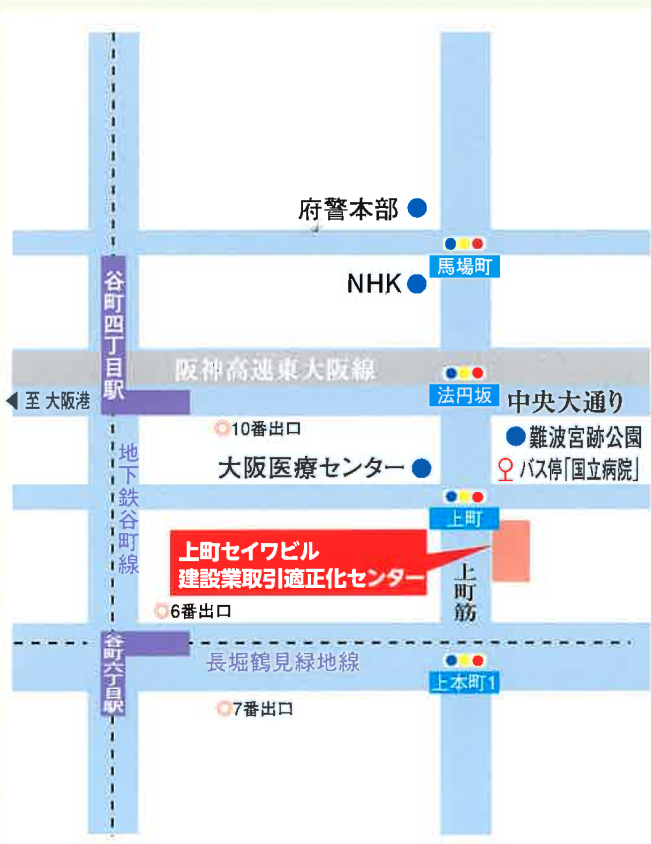 府警本部
馬場町
NHK
谷町四丁目駅
阪神高速東大阪線
法円坂
中央大通り
至 大阪港
10番出口
難波宮跡公園
大阪医療センター
バス停「国立病院」
地下鉄谷町線
上町
上町セイワビル
建設業取引適正化センター
上町筋
6番出口
谷町六丁目駅
長堀鶴見緑地線
上本町1
7番出口